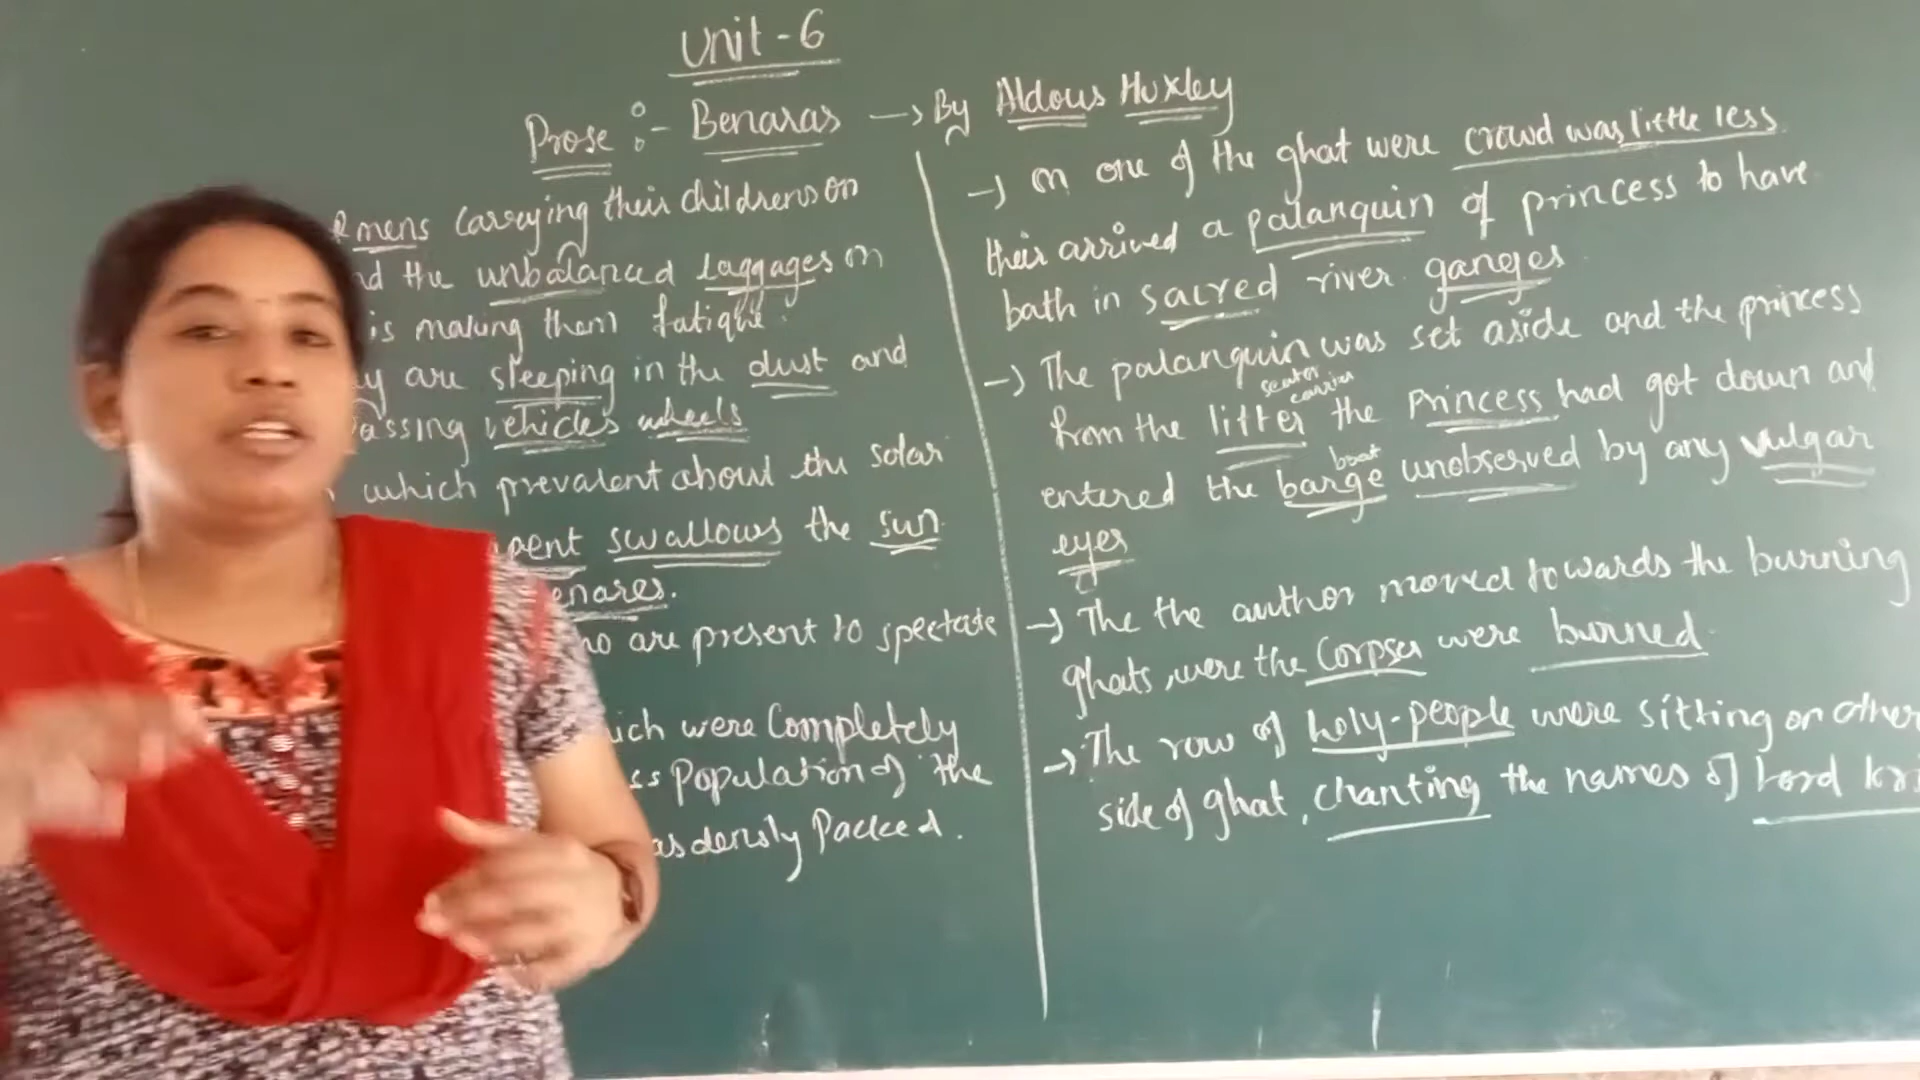 Unit - 6
Prose :- Benaras → By Aldous Huxley
mens carrying their childrens on
the unbalanced laggages on
is making them fatique.
are sleeping in the dust and
vehicles wheels
which prevalent about the solar
swallows the sun
are present to spectate
were completely
population of the
densly packed.
→ on one of the ghat were crowd was little less
their arrived a palanquin of princess to have
bath in sacred river ganges
→ The palanquin was set aside and the princess
seater carrier
from the litter the princess had got down and
boat
entered the barge unobserved by any vulgar
eyes
→ The the author moved towards the burning
ghats, were the corpses were burned.
→ The row of holy-people were sitting on other
side of ghat, chanting the names of Lord